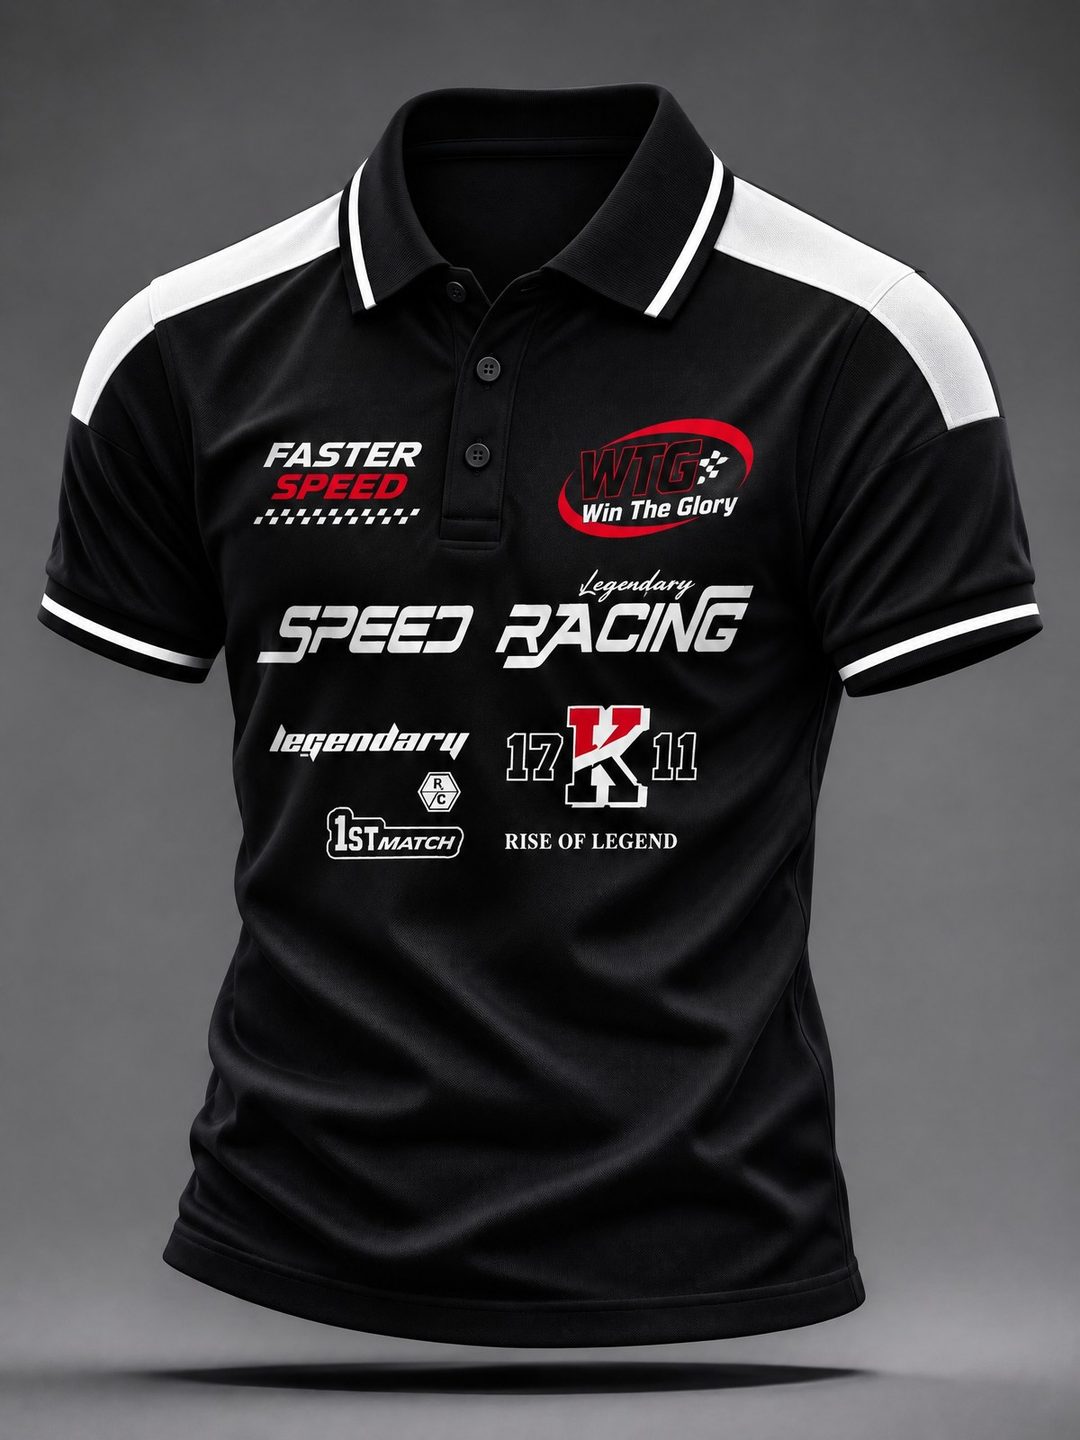 FASTER
SPEED
WTG
Win The Glory
Legendary
SPEED RACING
legendary
R/C
1ST MATCH
17 K 11
RISE OF LEGEND